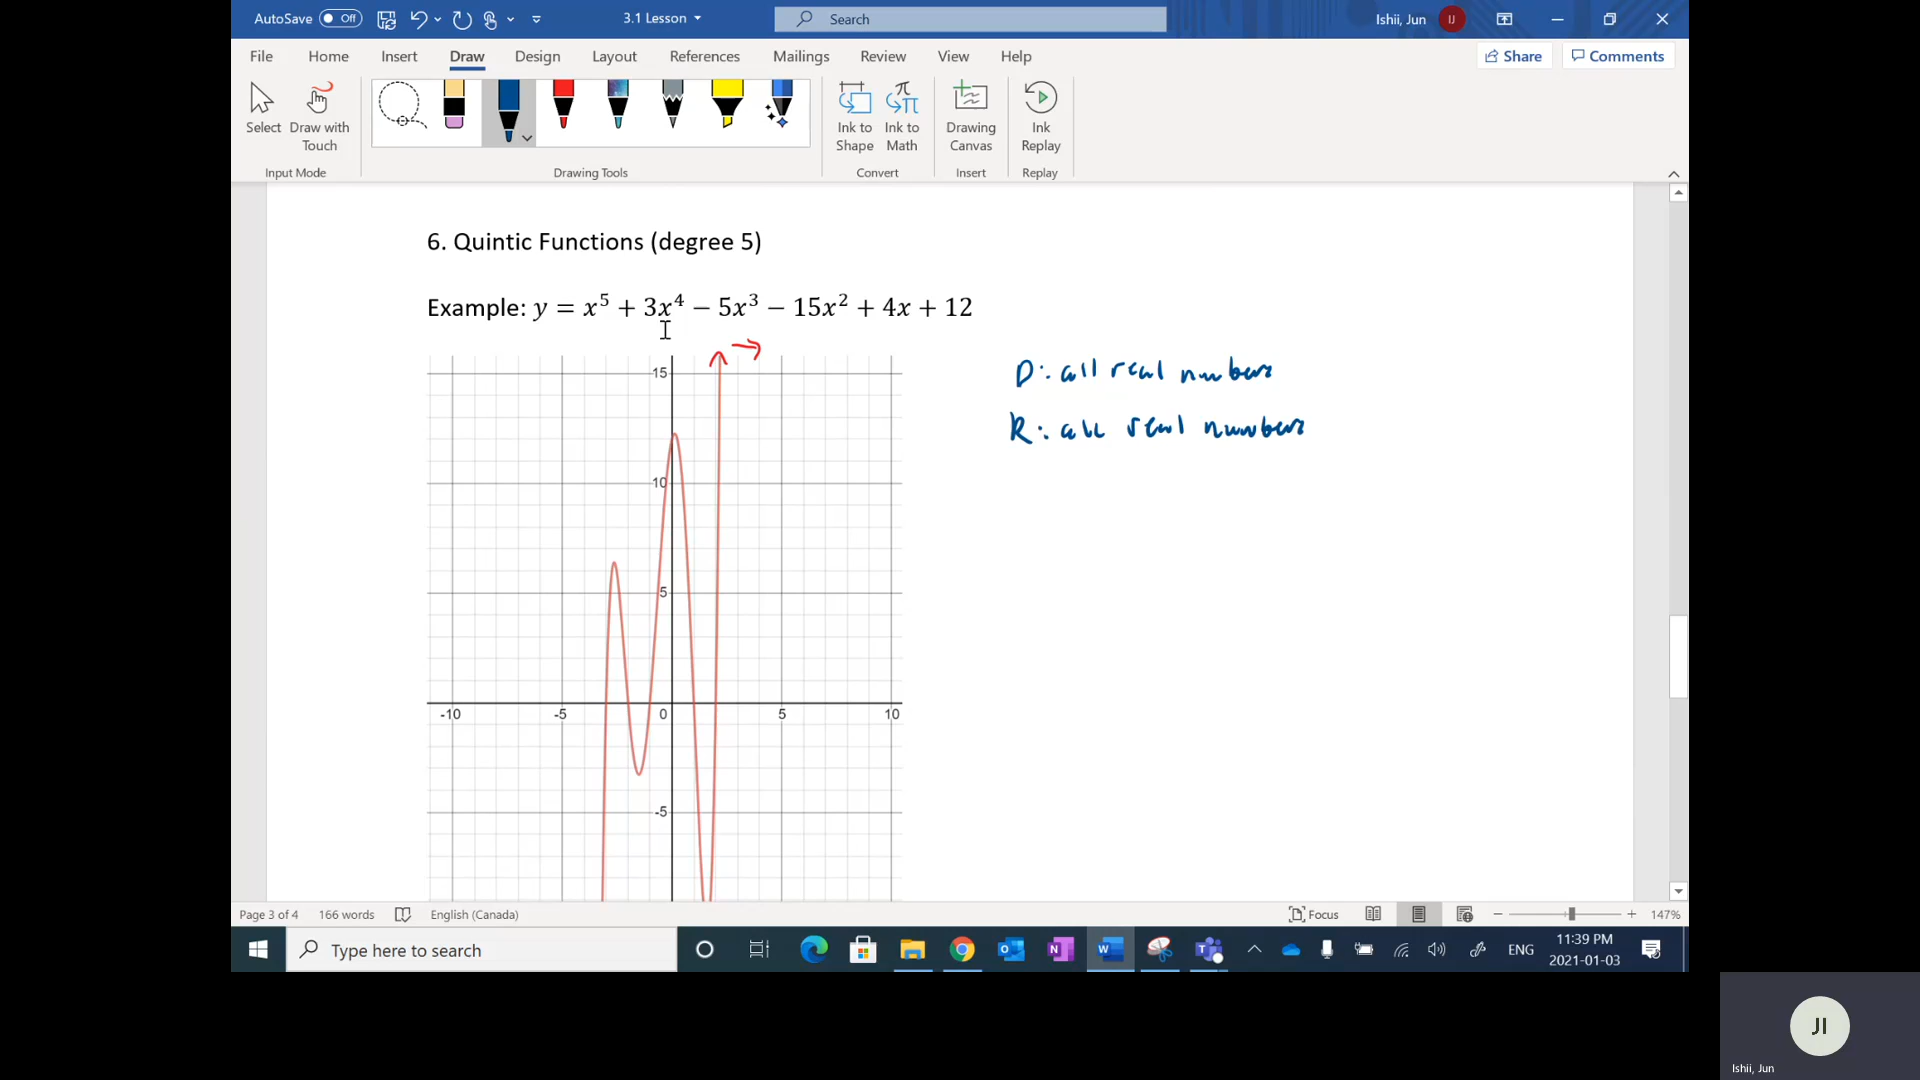 AutoSave Off 3.1 Lesson Search Ishii, Jun IJ
File Home Insert Draw Design Layout References Mailings Review View Help Share Comments
Select Draw with Touch Ink to Shape Ink to Math Drawing Canvas Ink Replay
Input Mode Drawing Tools Convert Insert Replay
6. Quintic Functions (degree 5)
Example: y = x⁵ + 3x⁴ − 5x³ − 15x² + 4x + 12
D: all real numbers
R: all real numbers
15
10
5
-10 -5 0 5 10
-5
Page 3 of 4 166 words English (Canada) Focus 147%
Type here to search ENG 11:39 PM
2021-01-03
JI
Ishii, Jun